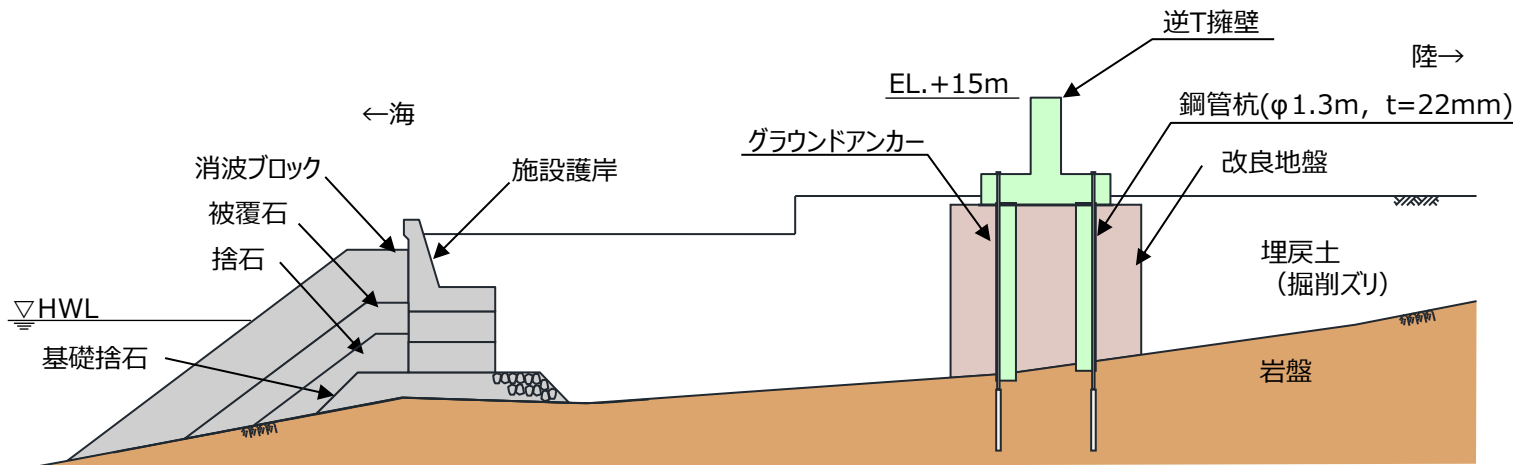 逆T擁壁
陸→
EL.+15m
鋼管杭(φ1.3m, t=22mm)
←海
グラウンドアンカー
消波ブロック
施設護岸
改良地盤
被覆石
捨石
埋戻土
（掘削ズリ）
▽HWL
基礎捨石
岩盤